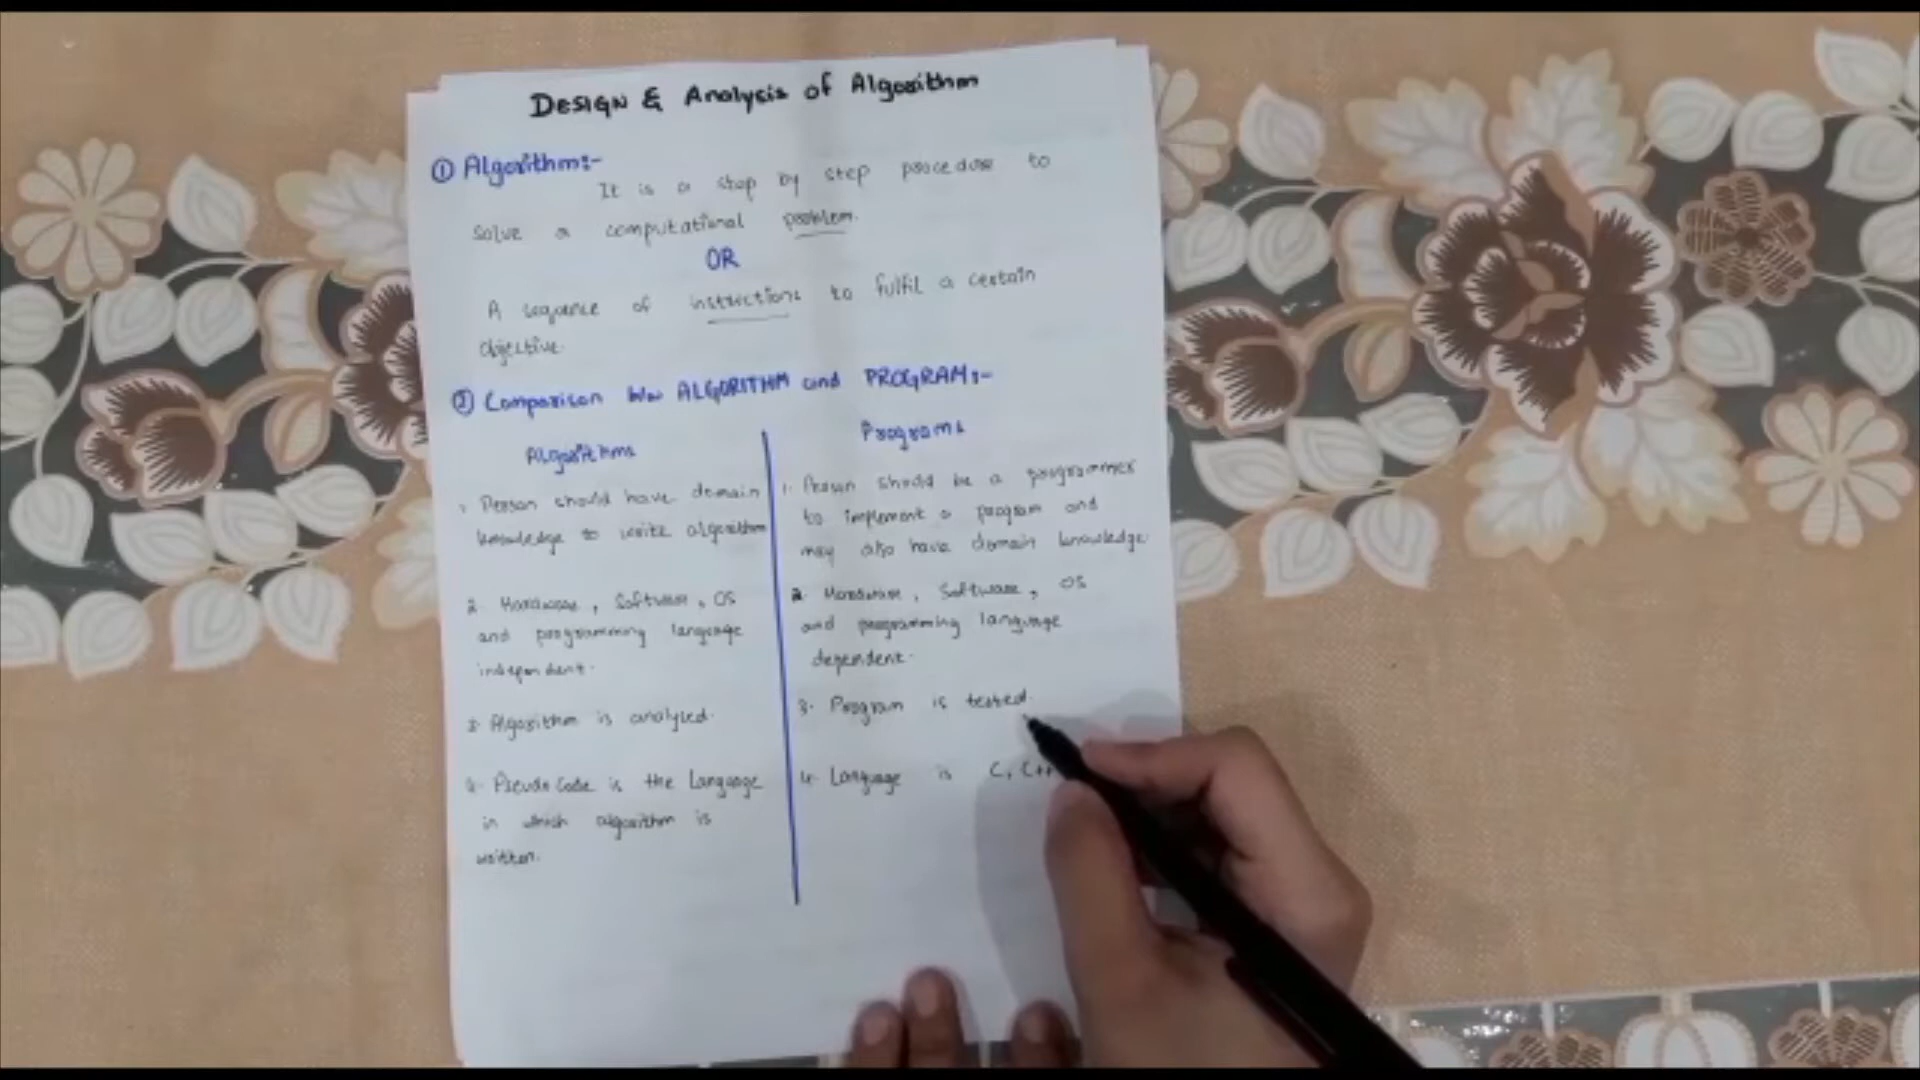 DESIGN & Analysis of Algorithm
① Algorithm:-
It is a step by step procedure to
solve a computational problem.
OR
A sequence of instructions to fulfil a certain
objective.
② Comparison b/w ALGORITHM and PROGRAM:-
Algorithms
1. Person should have domain
knowledge to write algorithm
2. Hardware, Software, OS
and programming language
independent.
3. Algorithm is analyzed.
4. Pseudo Code is the Language
in which algorithm is
written.
Programs
1. Person should be a programmer
to implement a program and
may also have domain knowledge.
2. Hardware, Software, OS
and programming language
dependent.
3. Program is tested.
4. Language is C, C++